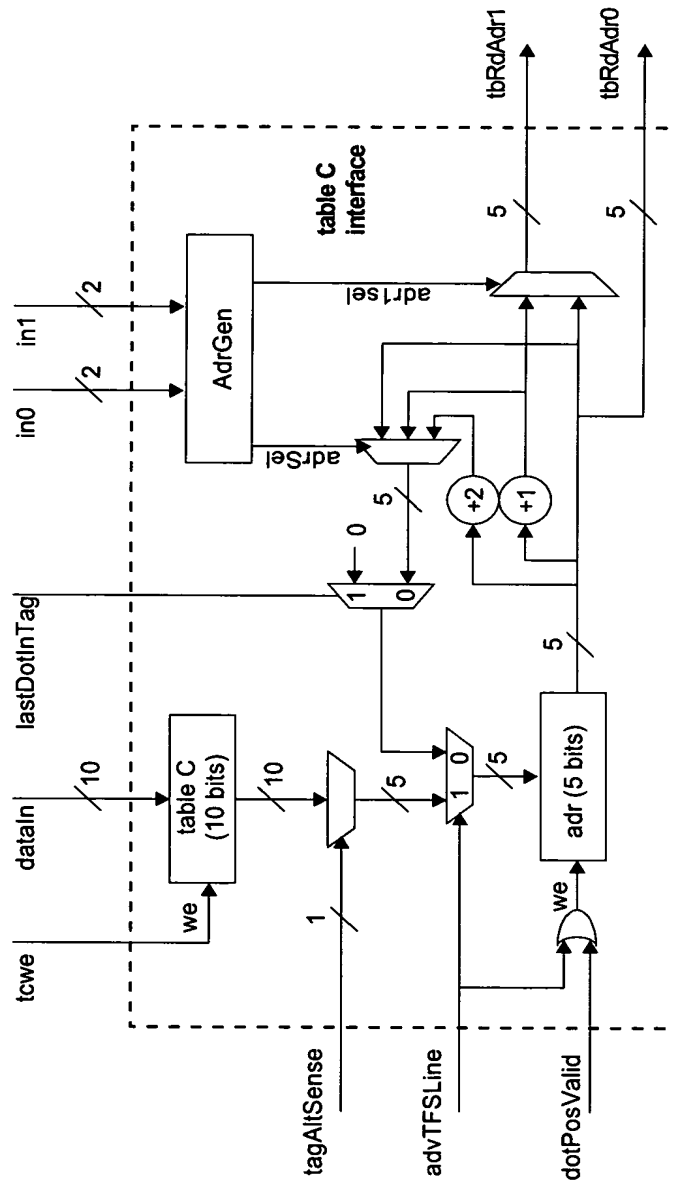 tcwe
dataIn
lastDotInTag
in0
in1
10
2
2
we
table C
(10 bits)
AdrGen
table C
interface
10
1
tagAltSense
1
0
0
5
adrSel
adr1sel
5
advTFSLine
1 0
5
+2
+1
5
tbRdAdr1
we
adr (5 bits)
5
5
tbRdAdr0
dotPosValid